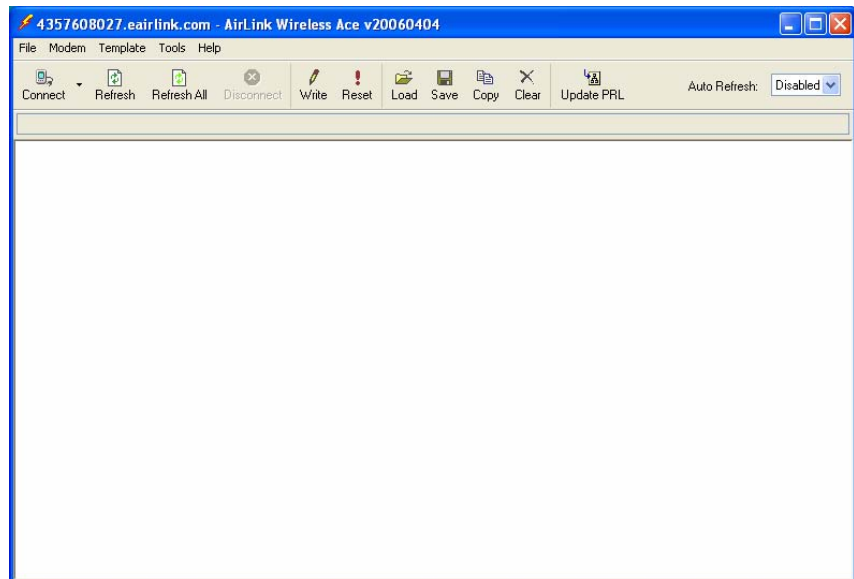 4357608027.eairlink.com - AirLink Wireless Ace v20060404
File Modem Template Tools Help
Connect Refresh Refresh All Disconnect Write Reset Load Save Copy Clear Update PRL Auto Refresh: Disabled